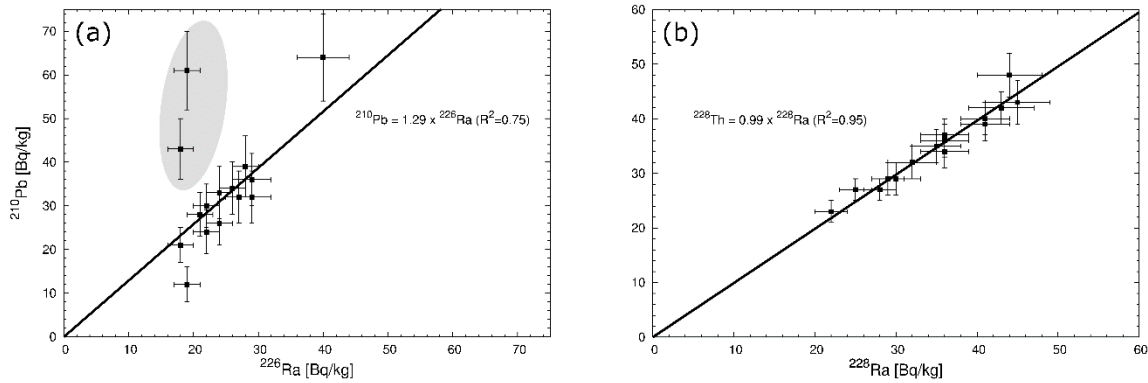 (a)
210Pb [Bq/kg]
70
60
50
40
30
20
10
0
210Pb = 1.29 x 226Ra (R2=0.75)
0 10 20 30 40 50 60 70
226Ra [Bq/kg]
(b)
60
50
40
30
20
10
0
228Th = 0.99 x 228Ra (R2=0.95)
0 10 20 30 40 50 60
228Ra [Bq/kg]